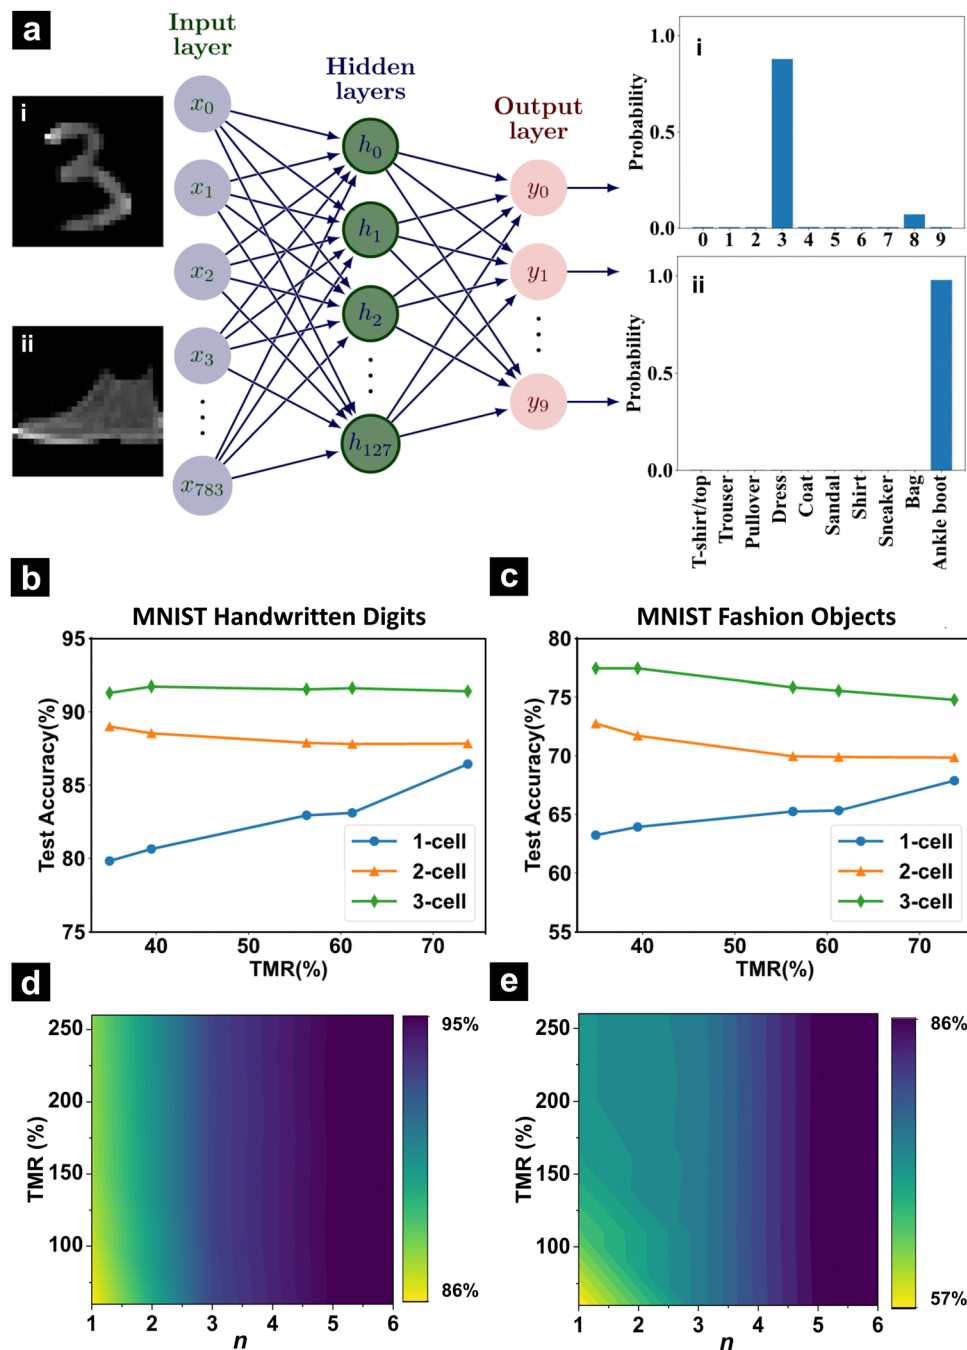 a
Input
layer
Hidden
layers
Output
layer
i
ii
x0
x1
x2
x3
x783
h0
h1
h2
h127
y0
y1
y9
i
Probability
1.0
0.5
0.0
0 1 2 3 4 5 6 7 8 9
ii
Probability
1.0
0.5
0.0
T-shirt/top
Trouser
Pullover
Dress
Coat
Sandal
Shirt
Sneaker
Bag
Ankle boot
b
MNIST Handwritten Digits
Test Accuracy(%)
95
90
85
80
75
1-cell
2-cell
3-cell
40 50 60 70
TMR(%)
c
MNIST Fashion Objects
Test Accuracy(%)
80
75
70
65
60
55
1-cell
2-cell
3-cell
40 50 60 70
TMR(%)
d
TMR (%)
250
200
150
100
1 2 3 4 5 6
n
95%
86%
e
TMR (%)
250
200
150
100
1 2 3 4 5 6
n
86%
57%